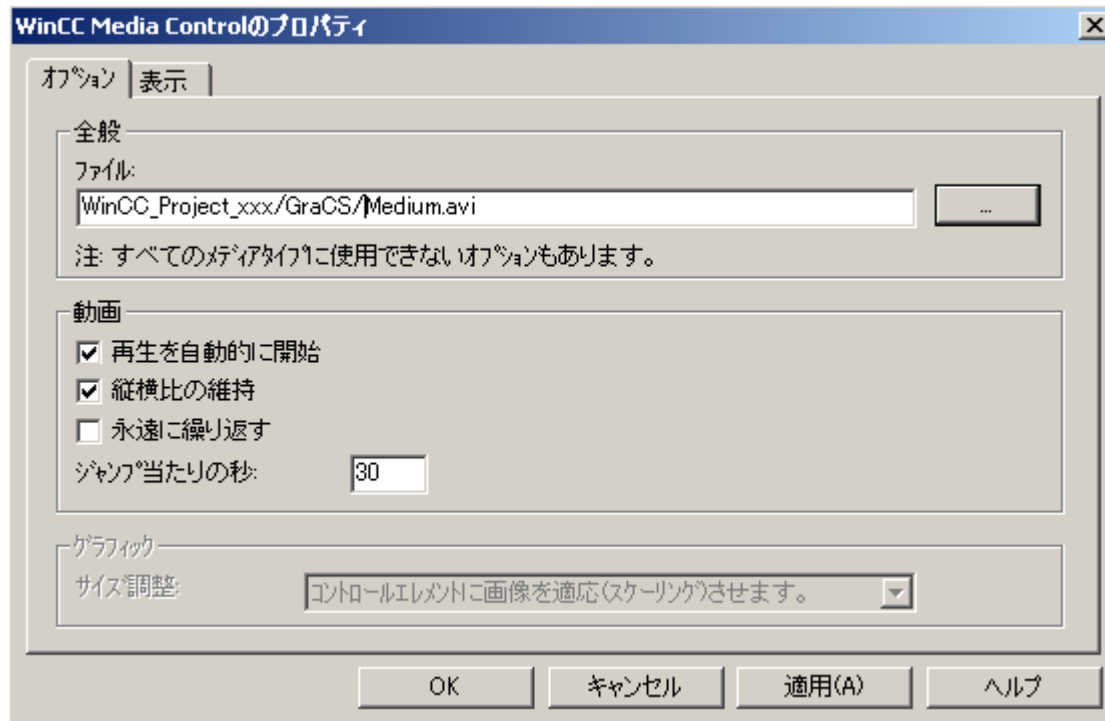 WinCC Media Controlのプロパティ
オプション 表示
全般
ファイル:
WinCC_Project_xxx/GraCS/Medium.avi ...
注: すべてのメディアタイプに使用できないオプションもあります。
動画
再生を自動的に開始
縦横比の維持
永遠に繰り返す
ジャンプ当たりの秒: 30
グラフィック
サイズ調整: コントロールエレメントに画像を適応(スケーリング)させます。
OK キャンセル 適用(A) ヘルプ